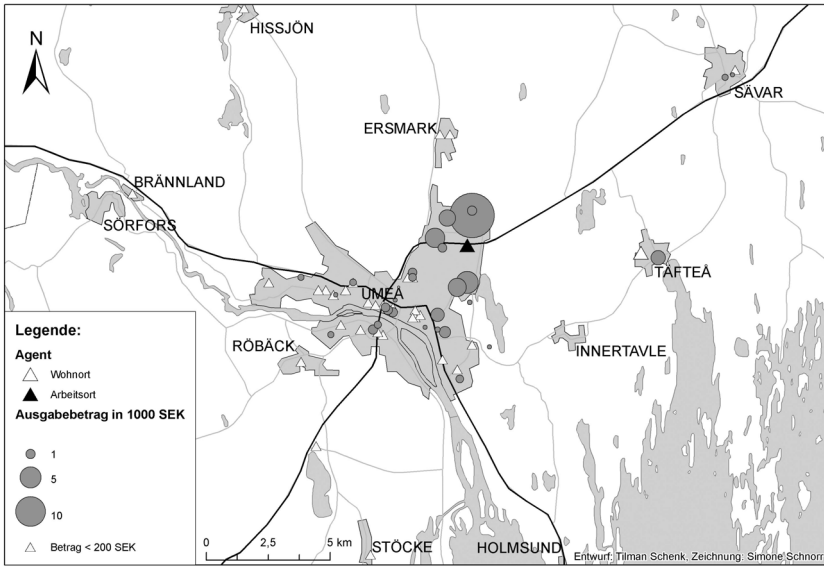 HISSJÖN
N
SÄVAR
ERSMARK
BRÄNNLAND
SÖRFORS
TÄFTEÅ
UMEÅ
RÖBÄCK
INNERTAVLE
STÖCKE
HOLMSUND
Legende:
Agent
Wohnort
Arbeitsort
Ausgabebetrag in 1000 SEK
1
5
10
Betrag < 200 SEK
0 2,5 5 km
Entwurf: Tilman Schenk, Zeichnung: Simone Schnorr